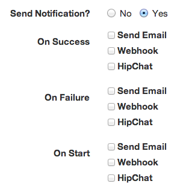 Send Notification? No Yes
On Success Send Email
Webhook
HipChat
On Failure Send Email
Webhook
HipChat
On Start Send Email
Webhook
HipChat